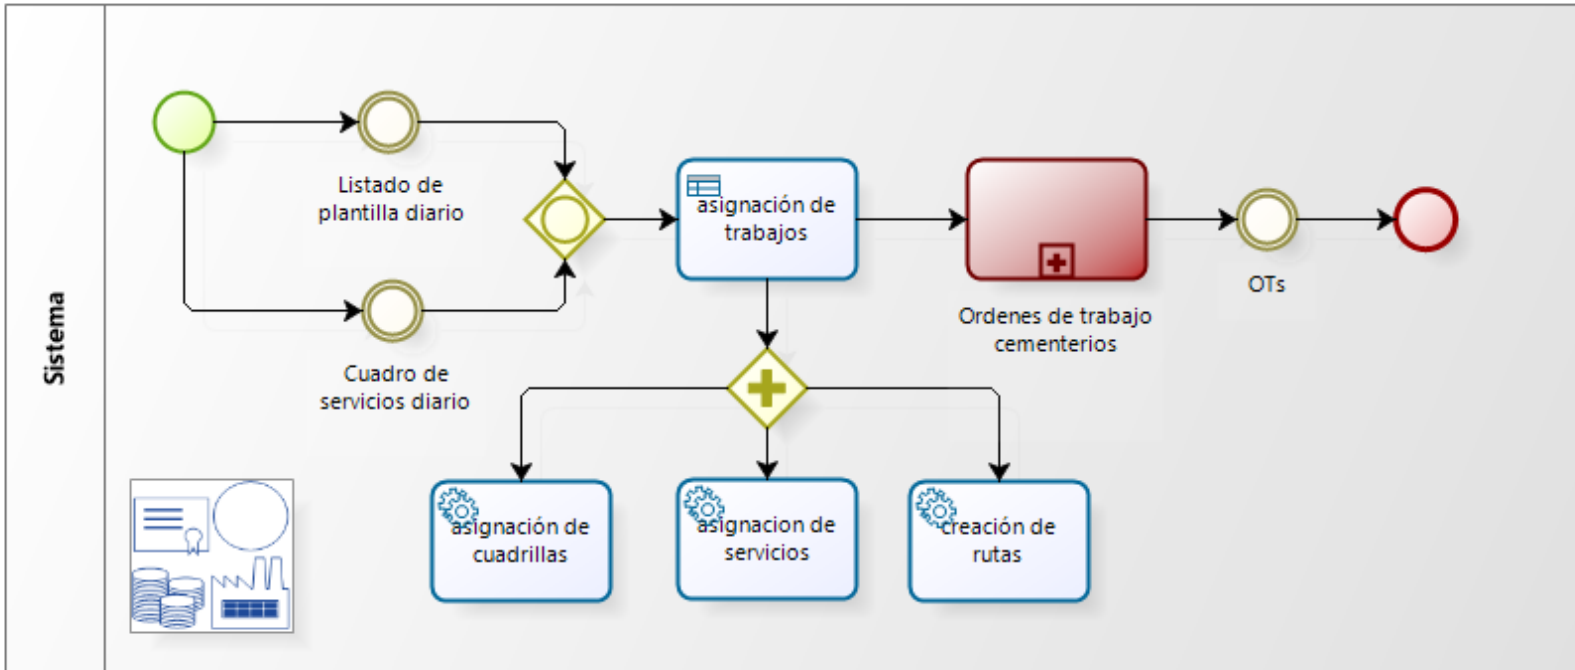 Sistema
Listado de
plantilla diario
Cuadro de
servicios diario
asignación de
trabajos
Ordenes de trabajo
cementerios
OTs
asignación de
cuadrillas
asignacion de
servicios
creación de
rutas